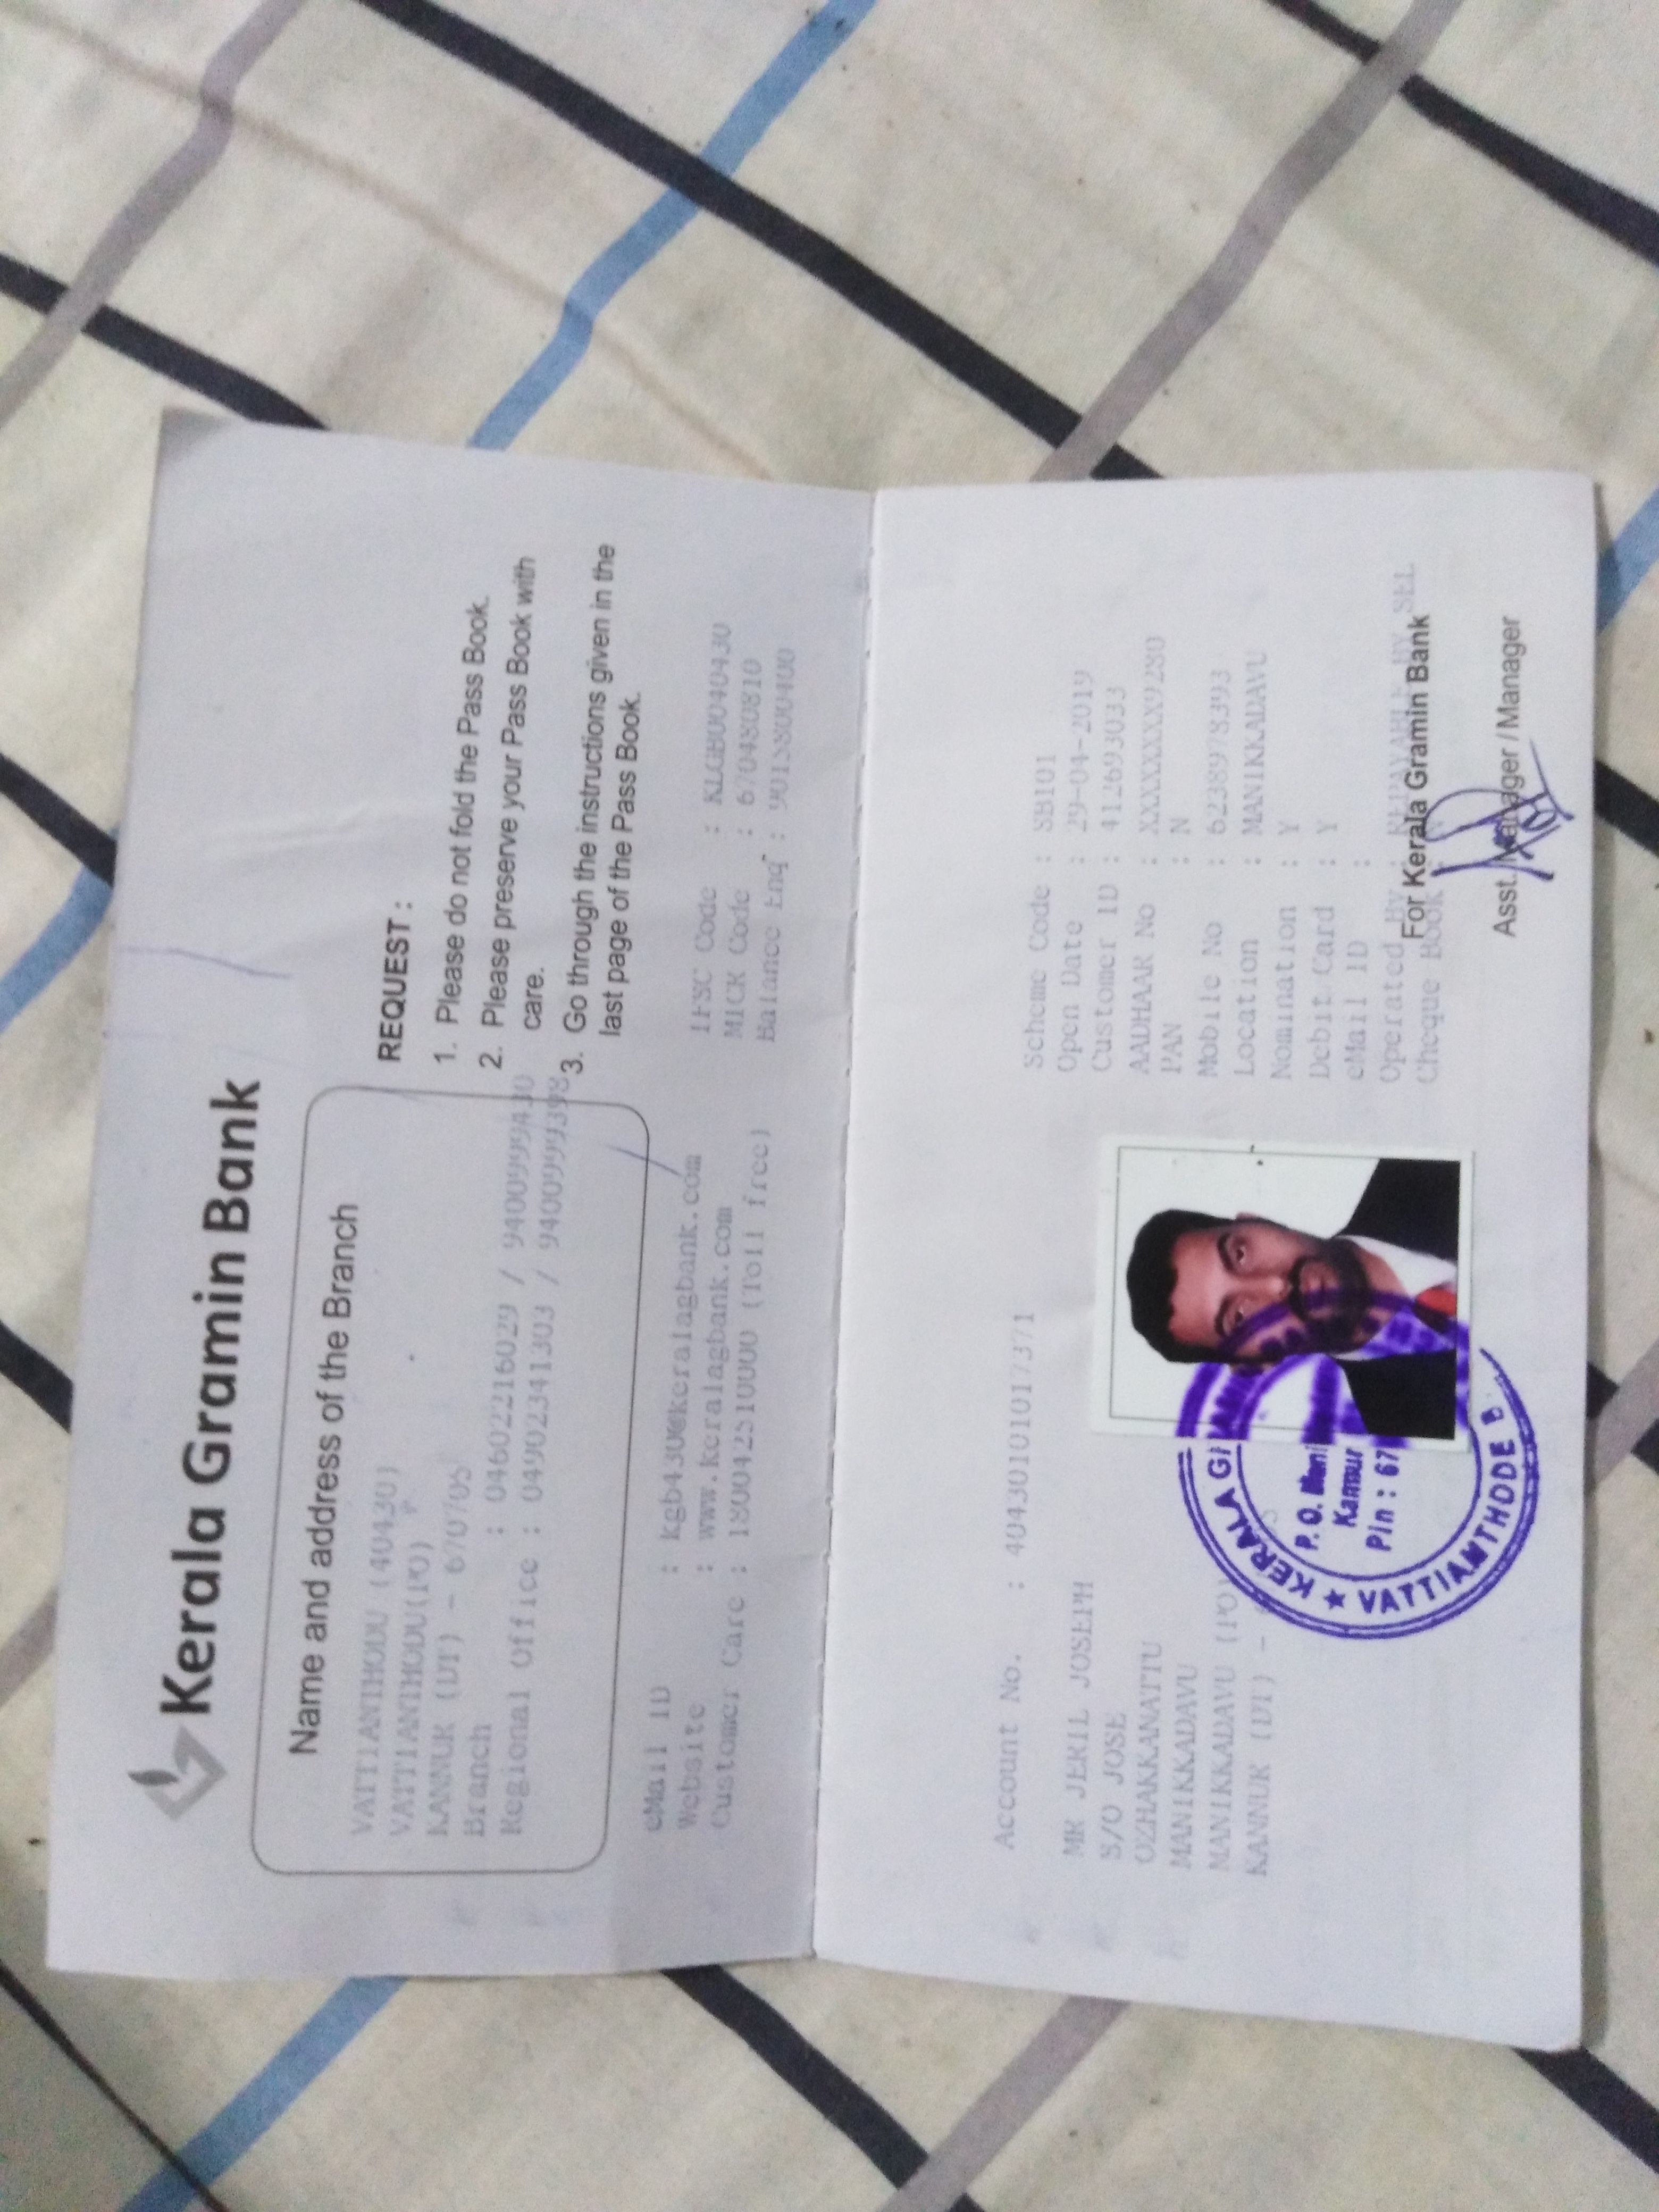 Kerala Gramin Bank
Name and address of the Branch
VATTIANTHODU (40430)
VATTIANTHODU(PO)
KANNUR (DT) - 670705
Branch : 04602216029 / 9400999430
Regional Office : 04902341303 / 9400999398
REQUEST :
1. Please do not fold the Pass Book.
2. Please preserve your Pass Book with
care.
3. Go through the instructions given in the
last page of the Pass Book.
eMail ID : kgb430@keralagbank.com
Website : www.keralagbank.com
Customer Care : 180042510000 (Toll free)
IFSC Code : KLGB0040430
MICR Code : 670480810
Balance Enq : 9015800400
Account No. : 40430101017371
MR JERIL JOSEPH
S/O JOSE
OZHAKKANATTU
MANIKKADAVU
MANIKKADAVU (PO)
KANNUR (DT) -
Scheme Code : SB101
Open Date : 29-04-2019
Customer ID : 412693033
AADHAAR No : XXXXXXXX9280
PAN : N
Mobile No : 6238978393
Location : MANIKKADAVU
Nomination : Y
Debit Card : Y
eMail ID :
Operated By : BY SEL
Cheque Book :
For Kerala Gramin Bank
Asst. Manager / Manager
KERALA
P. O.
Kannur
Pin : 67
★ VATTIANTHODE B